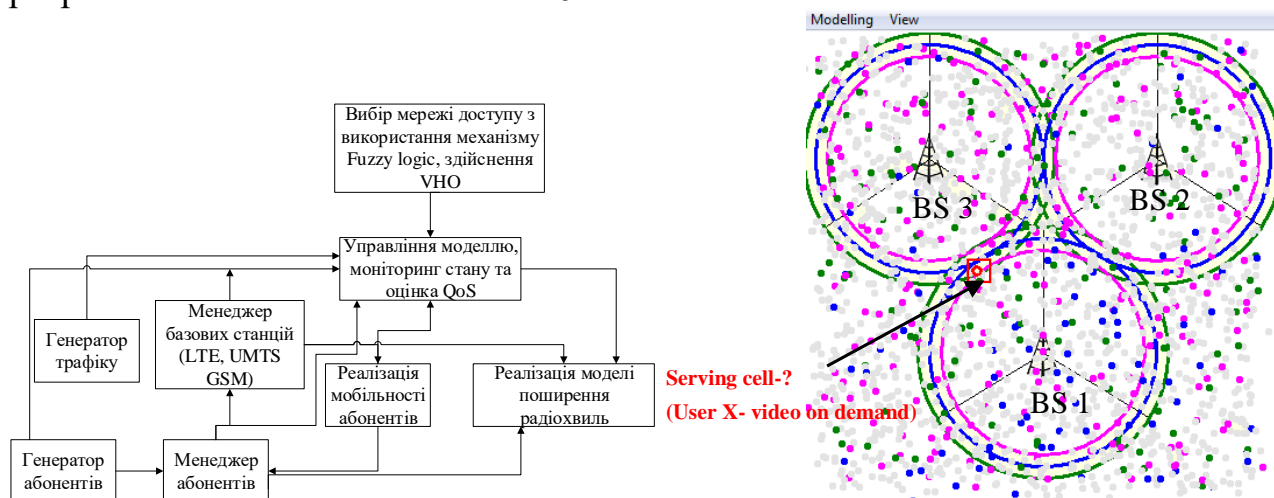 Modelling View
Вибір мережі доступу з
використання механізму
Fuzzy logic, здійснення
VHO
Управління моделлю,
моніторинг стану та
оцінка QoS
Генератор
трафіку
Менеджер
базових станцій
(LTE, UMTS
GSM)
Реалізація
мобільності
абонентів
Реалізація моделі
поширення
радіохвиль
Генератор
абонентів
Менеджер
абонентів
Serving cell-?
(User X- video on demand)
BS 3
BS 2
BS 1